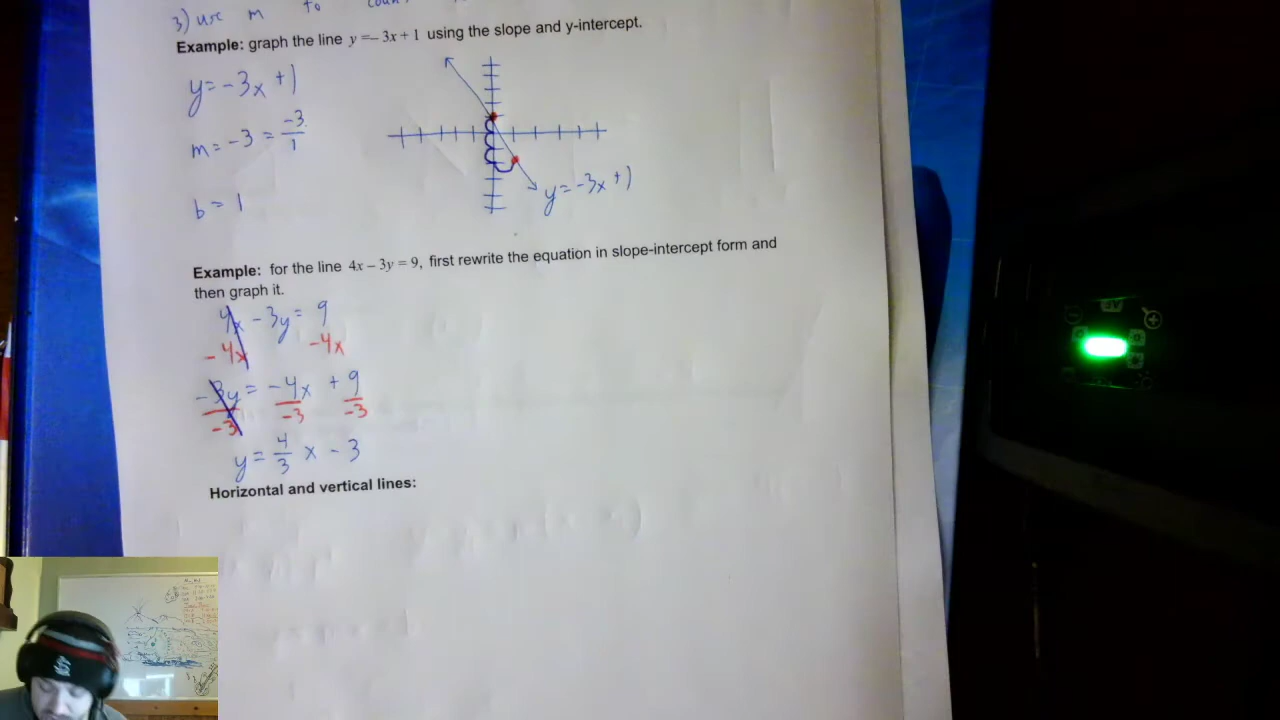 3) use m to
Example: graph the line y = – 3x + 1 using the slope and y-intercept.
y = -3x + 1
m = -3 = -3/1
b = 1
y = -3x + 1
Example: for the line 4x – 3y = 9, first rewrite the equation in slope-intercept form and
then graph it.
4x - 3y = 9
-4x -4x
-3y = -4x + 9
-3 -3 -3
y = 4/3 x - 3
Horizontal and vertical lines: